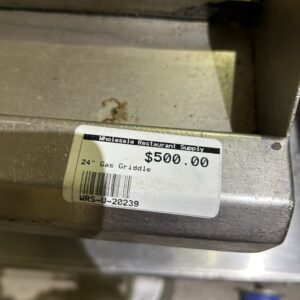 Wholesale Restaurant Supply
$500.00
24" Gas Griddle
WRS-U-20239